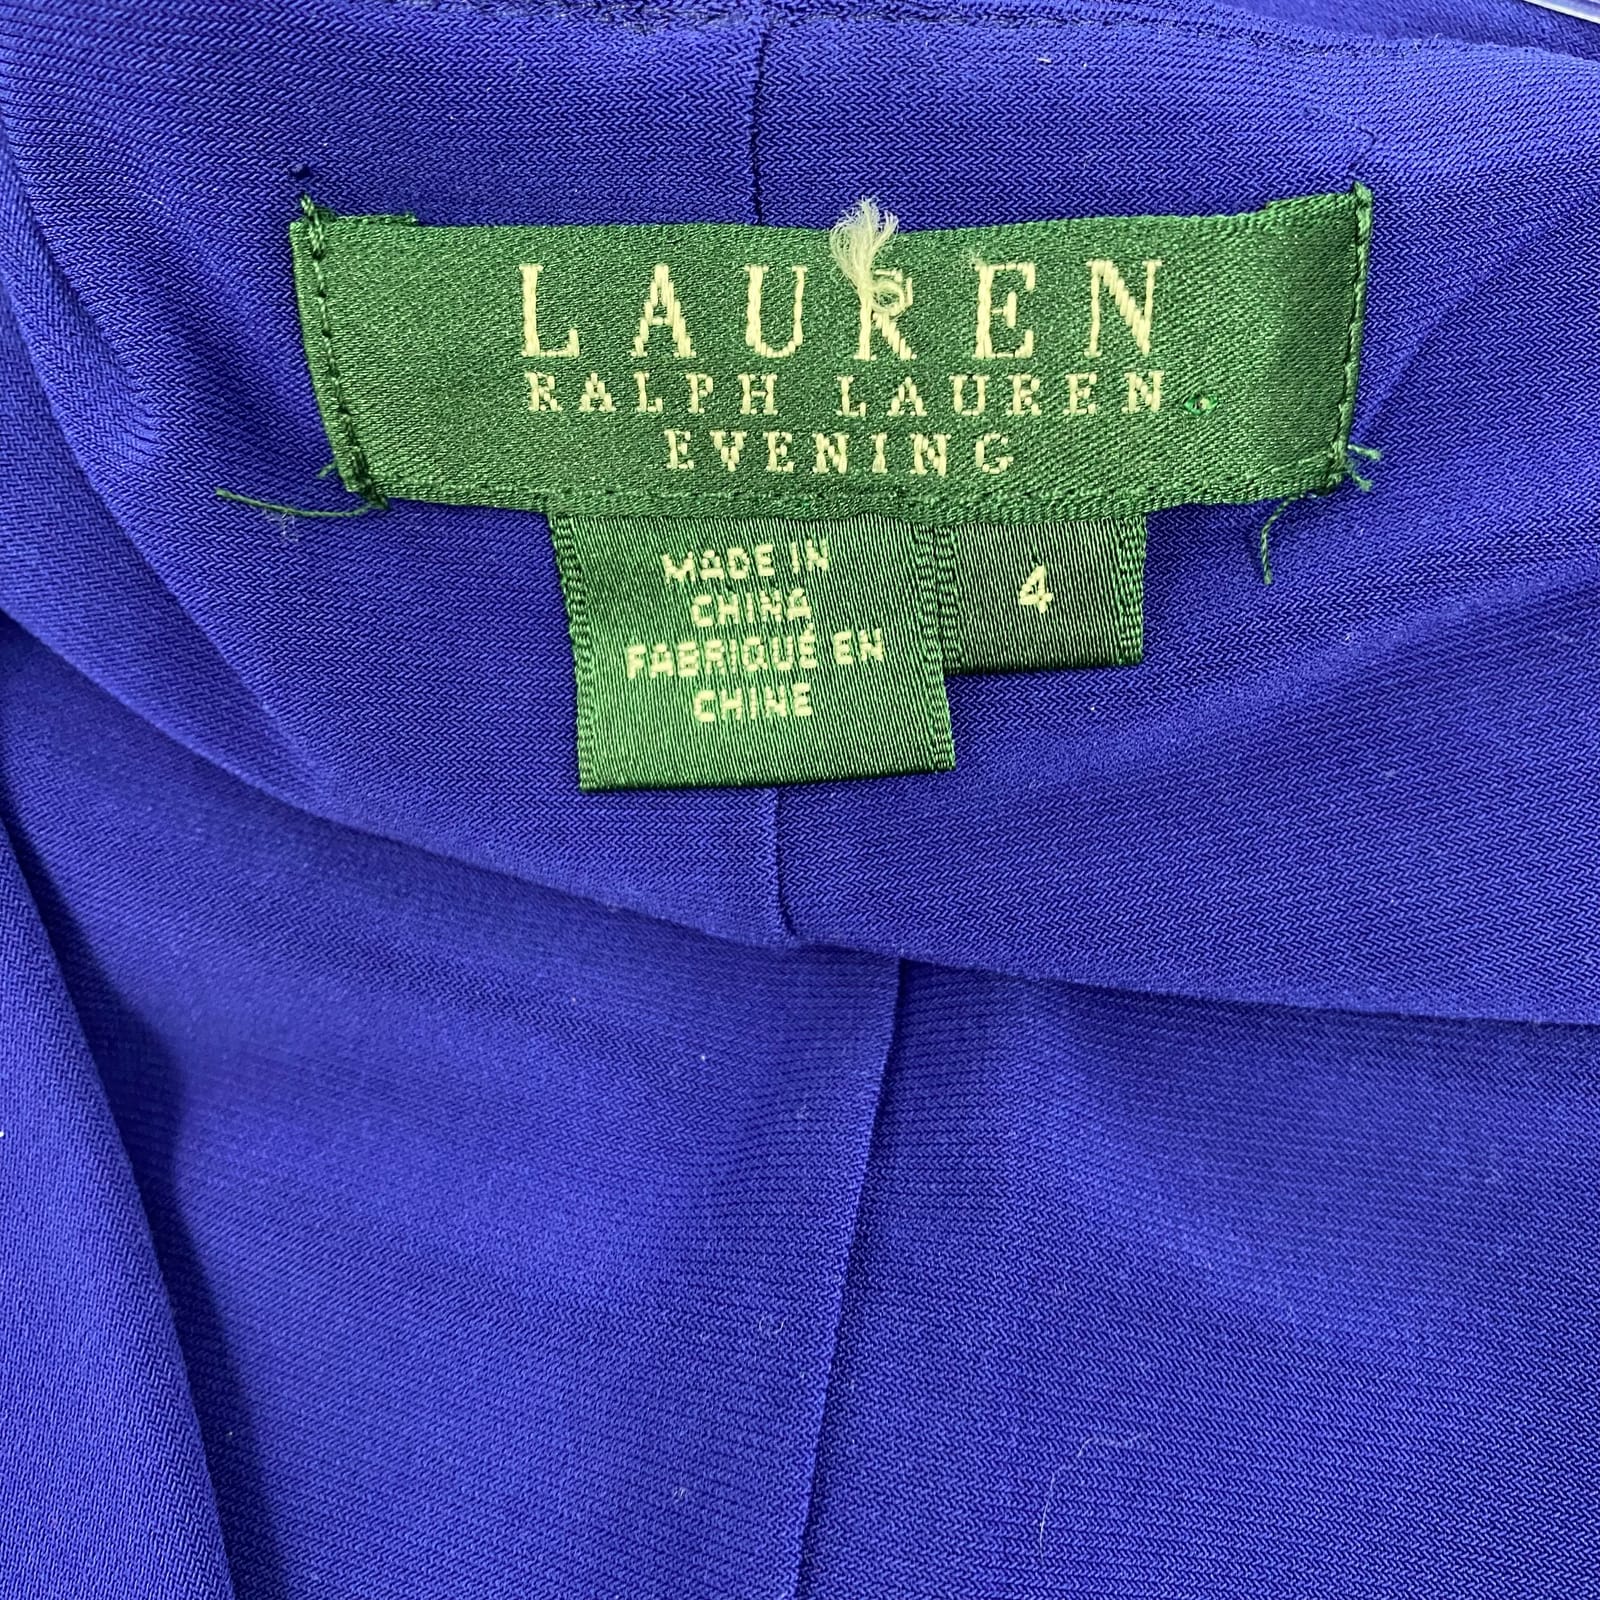 LAUREN
RALPH LAUREN
EVENING
MADE IN
CHINA
FABRIQUÉ EN
CHINE
4